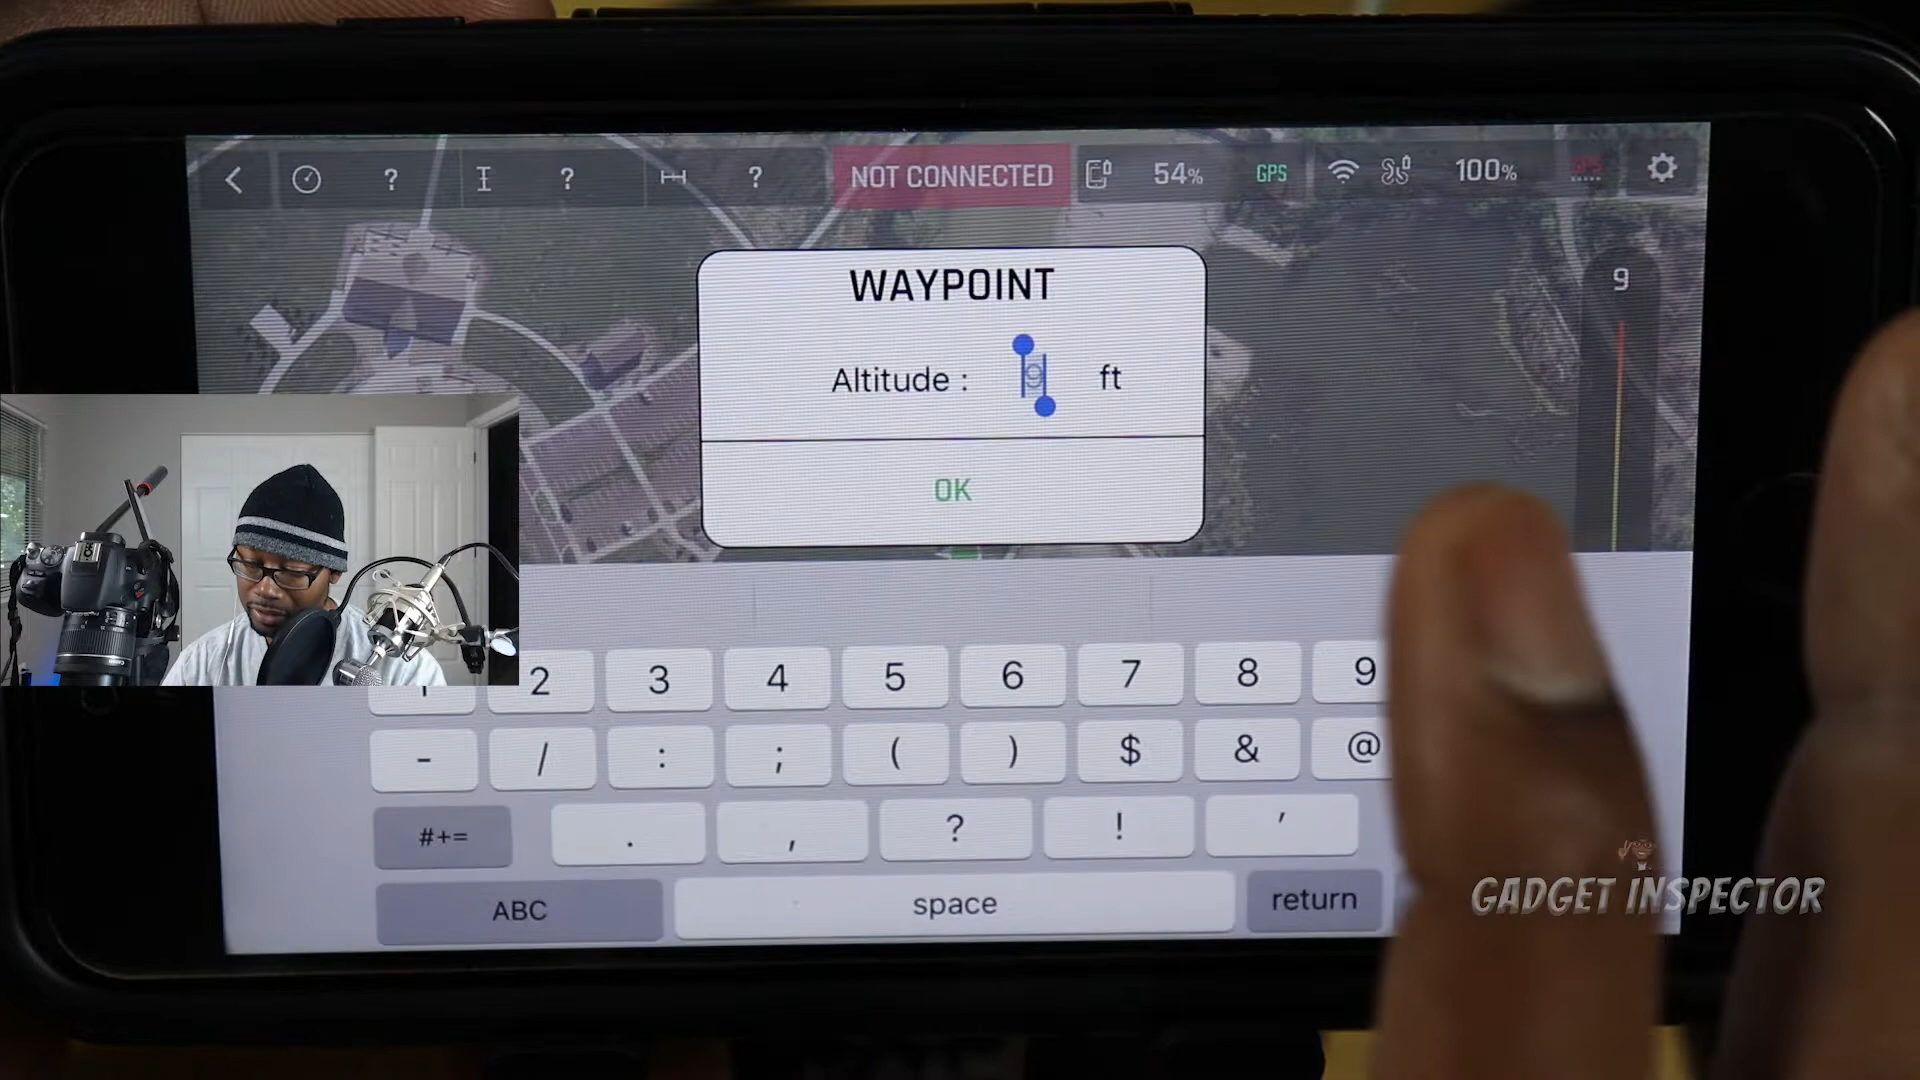 ? ? ? NOT CONNECTED 54% GPS 100%
9
WAYPOINT
Altitude : 9 ft
OK
2 3 4 5 6 7 8 9
- / : ; ( ) $ & @
#+= . , ? ! '
ABC space return
GADGET INSPECTOR